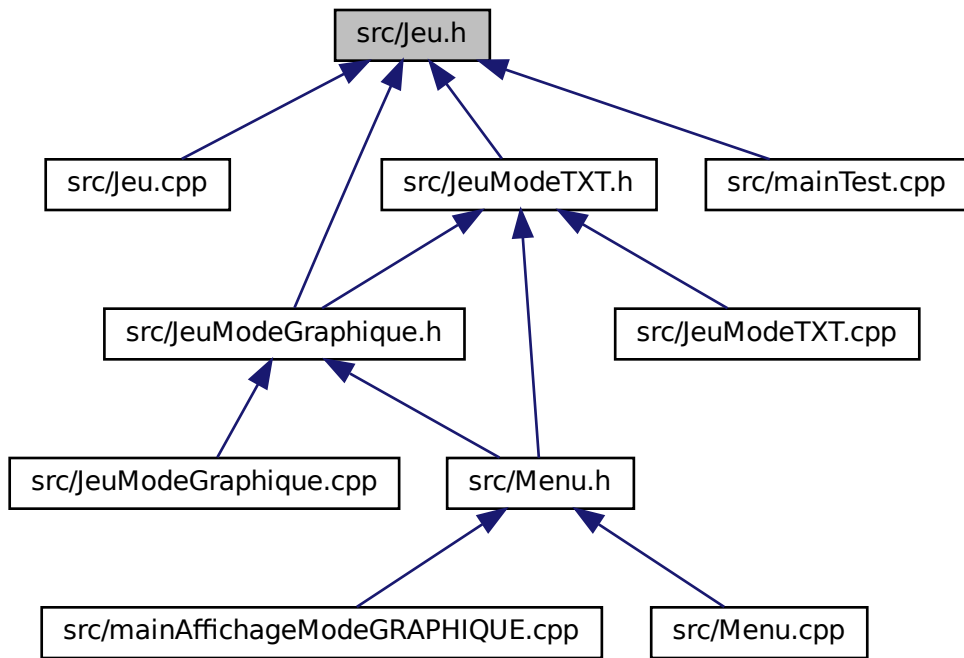 src/Jeu.h
src/Jeu.cpp
src/JeuModeTXT.h
src/mainTest.cpp
src/JeuModeGraphique.h
src/JeuModeTXT.cpp
src/JeuModeGraphique.cpp
src/Menu.h
src/mainAffichageModeGRAPHIQUE.cpp
src/Menu.cpp